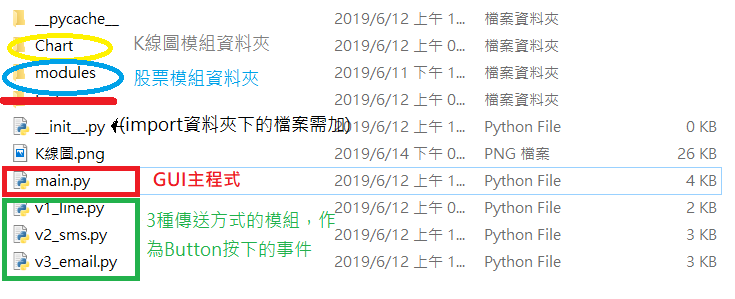 __pycache__ 2019/6/12 上午 1... 檔案資料夾
Chart K線圖模組資料夾 2019/6/12 上午 0... 檔案資料夾
modules 股票模組資料夾 2019/6/11 下午 1... 檔案資料夾
2019/6/12 上午 0... 檔案資料夾
__init__.py (import資料夾下的檔案需加) 2019/6/12 上午 0... Python File 0 KB
K線圖.png 2019/6/14 下午 0... PNG 檔案 26 KB
main.py GUI主程式 2019/6/12 上午 1... Python File 4 KB
v1_line.py 3種傳送方式的模組，作 2019/6/12 上午 0... Python File 2 KB
v2_sms.py 為Button按下的事件 2019/6/12 上午 1... Python File 3 KB
v3_email.py 2019/6/12 上午 1... Python File 3 KB